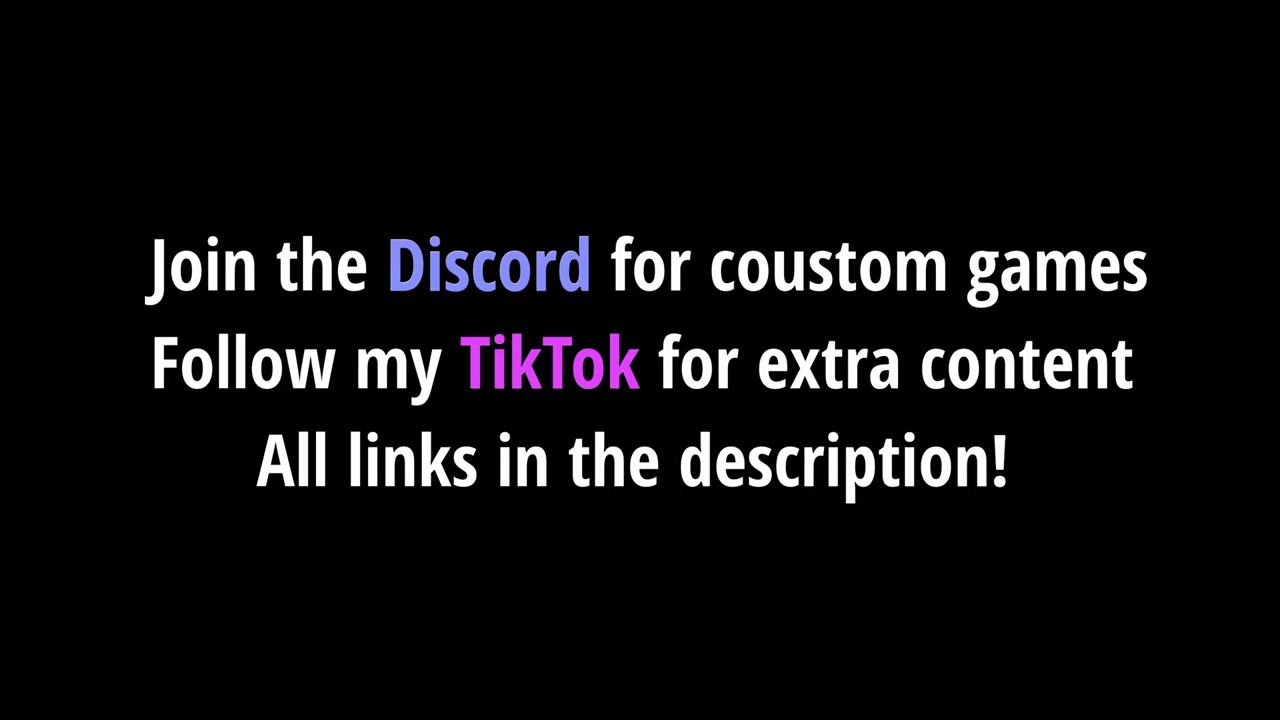 Join the Discord for coustom games
Follow my TikTok for extra content
All links in the description!